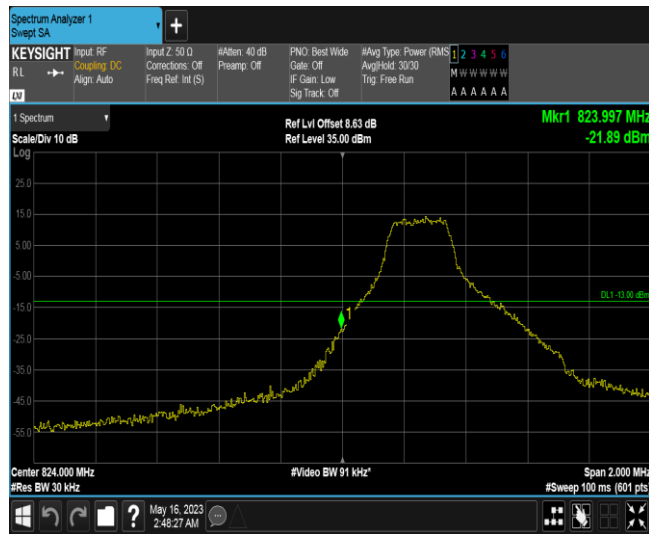 Spectrum Analyzer 1
Swept SA
+
KEYSIGHT
RL
LXI
Input: RF
Coupling: DC
Align: Auto
Input Z: 50 Ω
Corrections: Off
Freq Ref: Int (S)
#Atten: 40 dB
Preamp: Off
PNO: Best Wide
Gate: Off
IF Gain: Low
Sig Track: Off
#Avg Type: Power (RMS
Avg|Hold: 30/30
Trig: Free Run
1 2 3 4 5 6
M W W W W W
A A A A A A
1 Spectrum
Scale/Div 10 dB
Ref Lvl Offset 8.63 dB
Ref Level 35.00 dBm
Mkr1 823.997 MHz
-21.89 dBm
Log
25.0
15.0
5.00
-5.00
DL1 -13.00 dBm
-15.0
1
-25.0
-35.0
-45.0
-55.0
Center 824.000 MHz
#Video BW 91 kHz*
Span 2.000 MHz
#Res BW 30 kHz
#Sweep 100 ms (601 pts)
?
May 16, 2023
2:48:27 AM